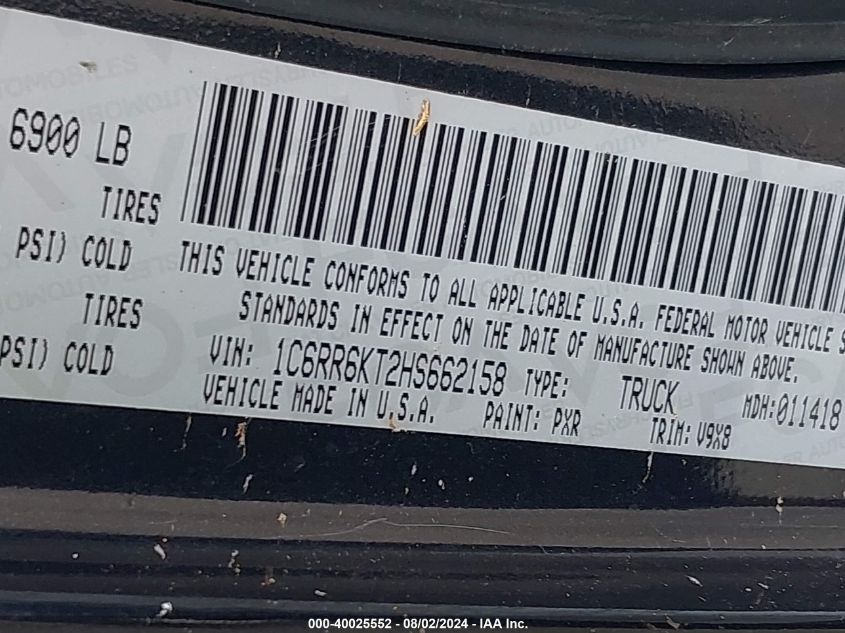 6900 LB
TIRES
PSI) COLD
THIS VEHICLE CONFORMS TO ALL APPLICABLE U.S.A. FEDERAL MOTOR VEHICLE S
TIRES
STANDARDS IN EFFECT ON THE DATE OF MANUFACTURE SHOWN ABOVE.
PSI) COLD
VIN: 1C6RR6KT2HS662158 TYPE: TRUCK MDH:011418
VEHICLE MADE IN U.S.A. PAINT: PXR TRIM: V9X8
000-40025552 - 08/02/2024 - IAA Inc.